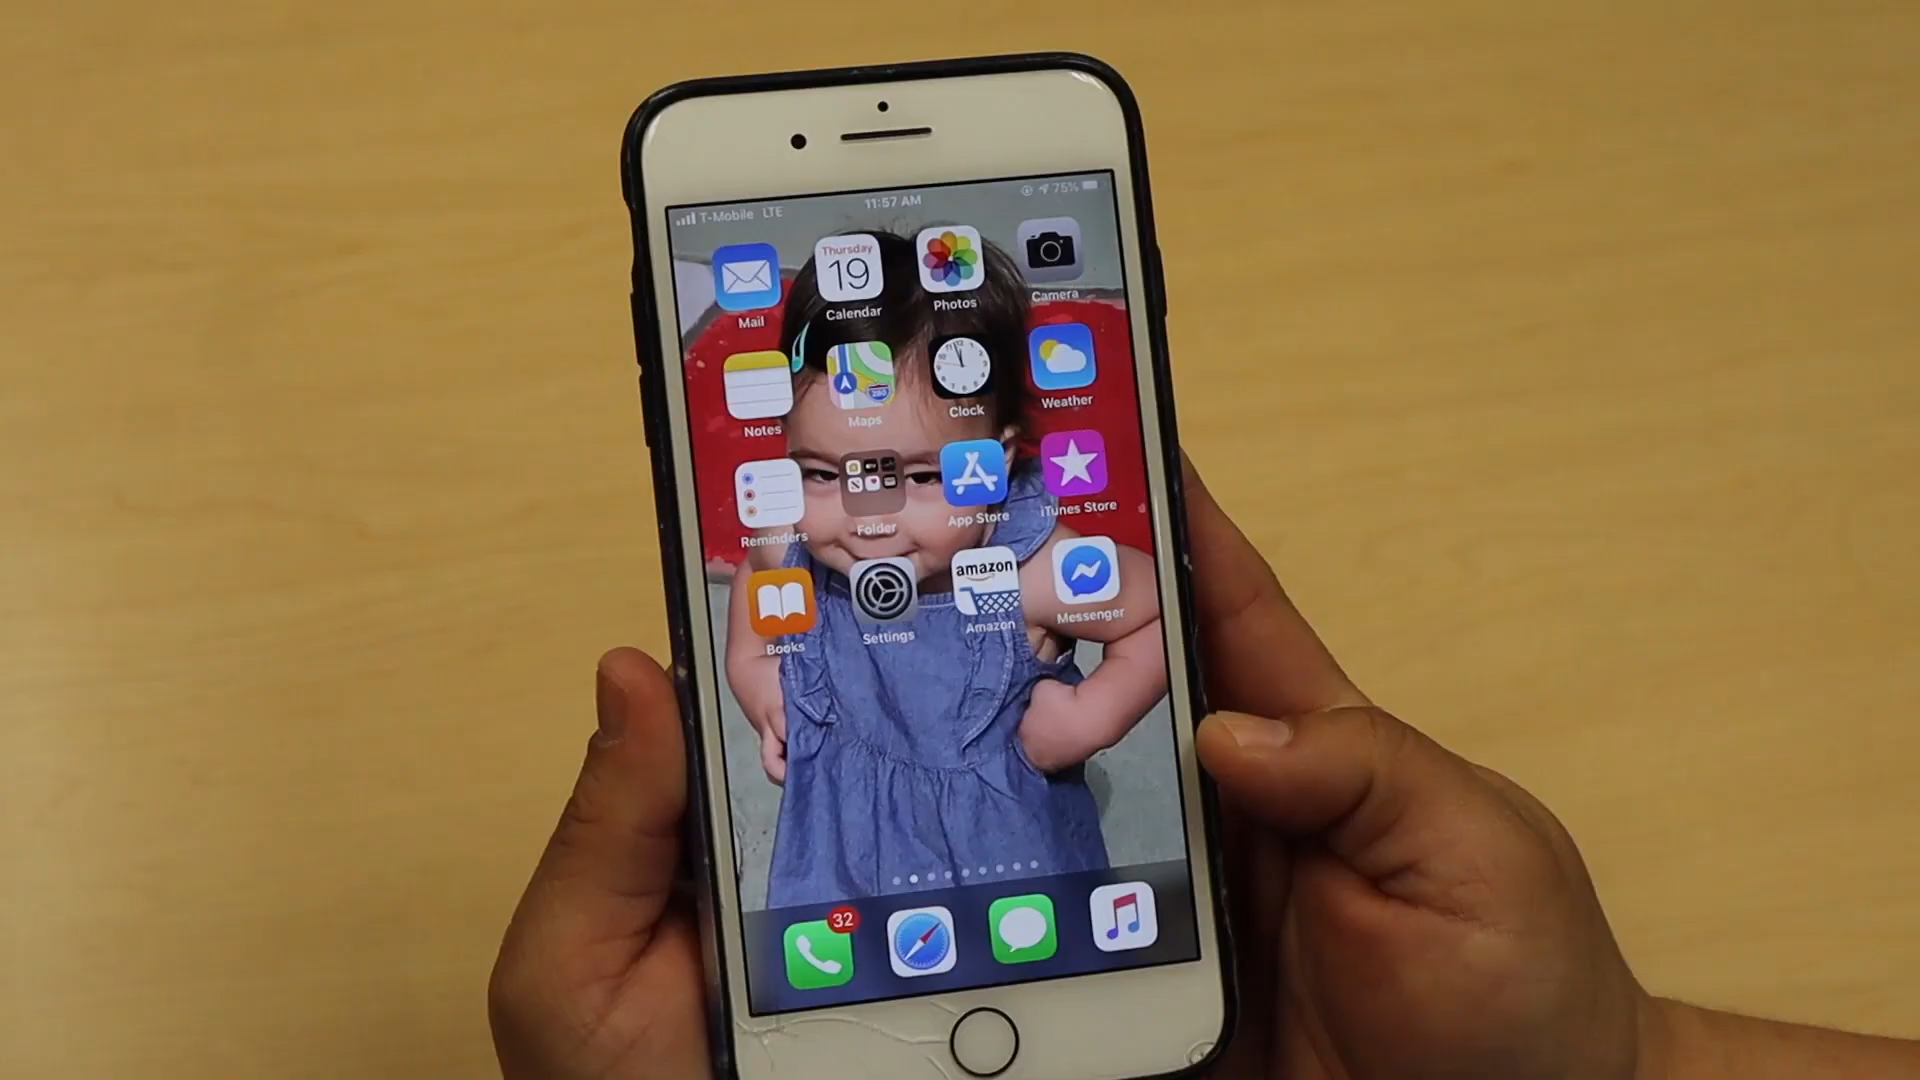 T-Mobile LTE 11:57 AM 75%
Thursday
19
Mail Calendar Photos Camera
280
Notes Maps Clock Weather
Reminders Folder App Store iTunes Store
amazon
Books Settings Amazon Messenger
32